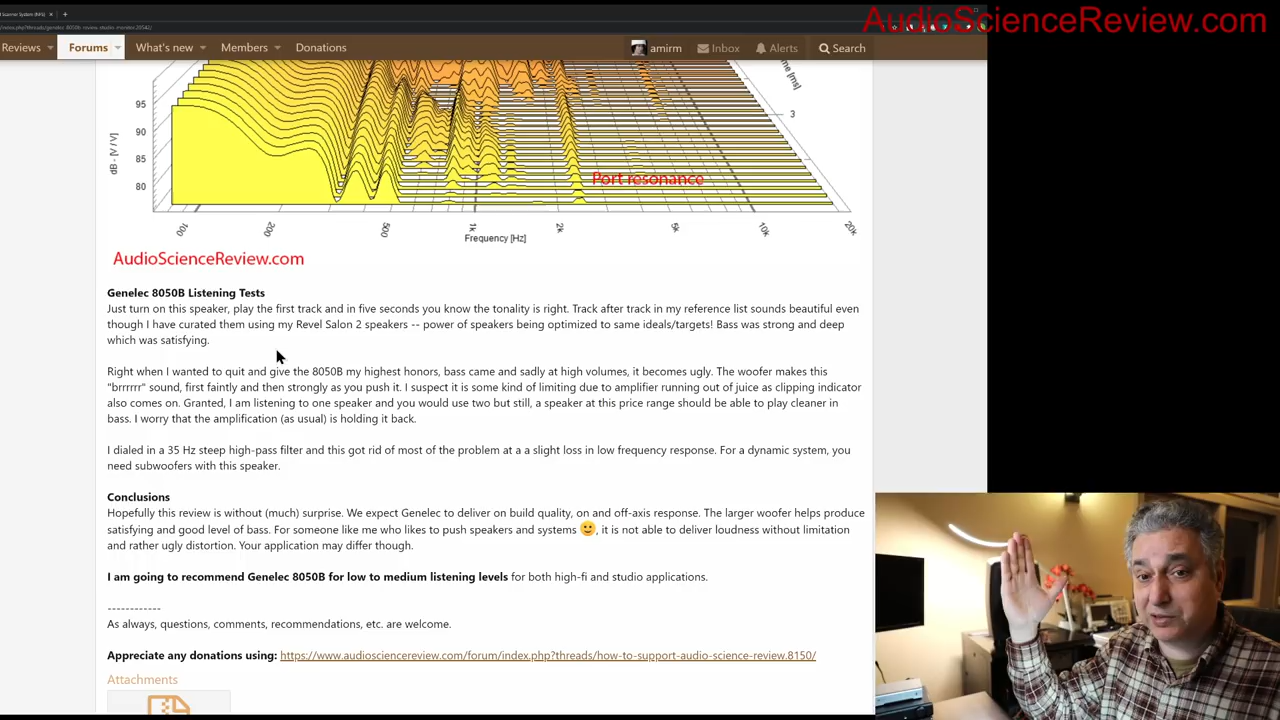 AudioScienceReview.com
Reviews Forums What's new Members Donations amirm Inbox Alerts Search
95
90
85
80
dB - [V / V]
3
Port resonance
100 200 500 1k 2k 5k 10k 20k
Frequency [Hz]
AudioScienceReview.com
Genelec 8050B Listening Tests
Just turn on this speaker, play the first track and in five seconds you know the tonality is right. Track after track in my reference list sounds beautiful even
though I have curated them using my Revel Salon 2 speakers -- power of speakers being optimized to same ideals/targets! Bass was strong and deep
which was satisfying.
Right when I wanted to quit and give the 8050B my highest honors, bass came and sadly at high volumes, it becomes ugly. The woofer makes this
"brrrrrr" sound, first faintly and then strongly as you push it. I suspect it is some kind of limiting due to amplifier running out of juice as clipping indicator
also comes on. Granted, I am listening to one speaker and you would use two but still, a speaker at this price range should be able to play cleaner in
bass. I worry that the amplification (as usual) is holding it back.
I dialed in a 35 Hz steep high-pass filter and this got rid of most of the problem at a a slight loss in low frequency response. For a dynamic system, you
need subwoofers with this speaker.
Conclusions
Hopefully this review is without (much) surprise. We expect Genelec to deliver on build quality, on and off-axis response. The larger woofer helps produce
satisfying and good level of bass. For someone like me who likes to push speakers and systems 🙂, it is not able to deliver loudness without limitation
and rather ugly distortion. Your application may differ though.
I am going to recommend Genelec 8050B for low to medium listening levels for both high-fi and studio applications.
------------
As always, questions, comments, recommendations, etc. are welcome.
Appreciate any donations using: https://www.audiosciencereview.com/forum/index.php?threads/how-to-support-audio-science-review.8150/
Attachments